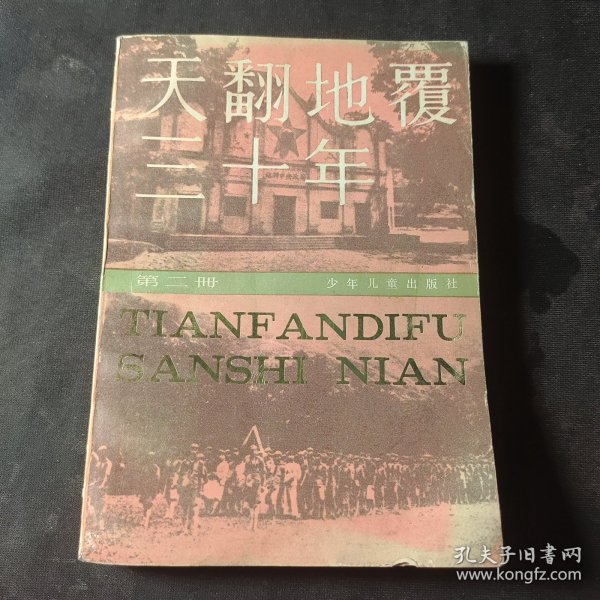 天翻地覆
三十年
第二册
少年儿童出版社
TIANFANDIFU
SANSHI NIAN
孔夫子旧书网
www.kongfz.com